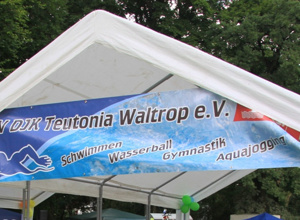 V DJK Teutonia Waltrop e.V.
Schwimmen Wasserball Gymnastik Aquajogging